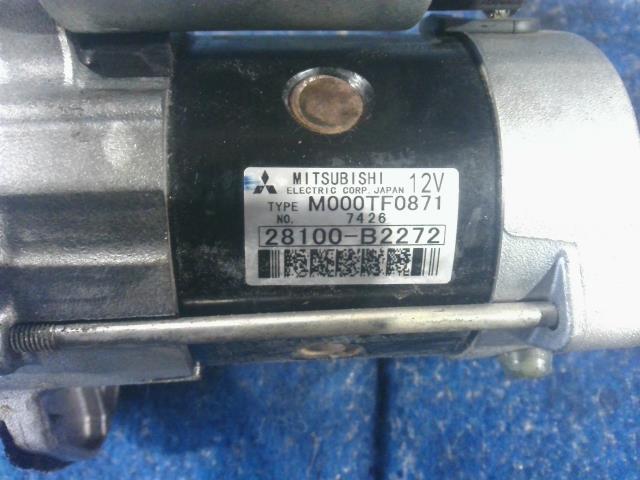 MITSUBISHI 12V
ELECTRIC CORP. JAPAN
TYPE M000TF0871
NO. 7426
28100-B2272